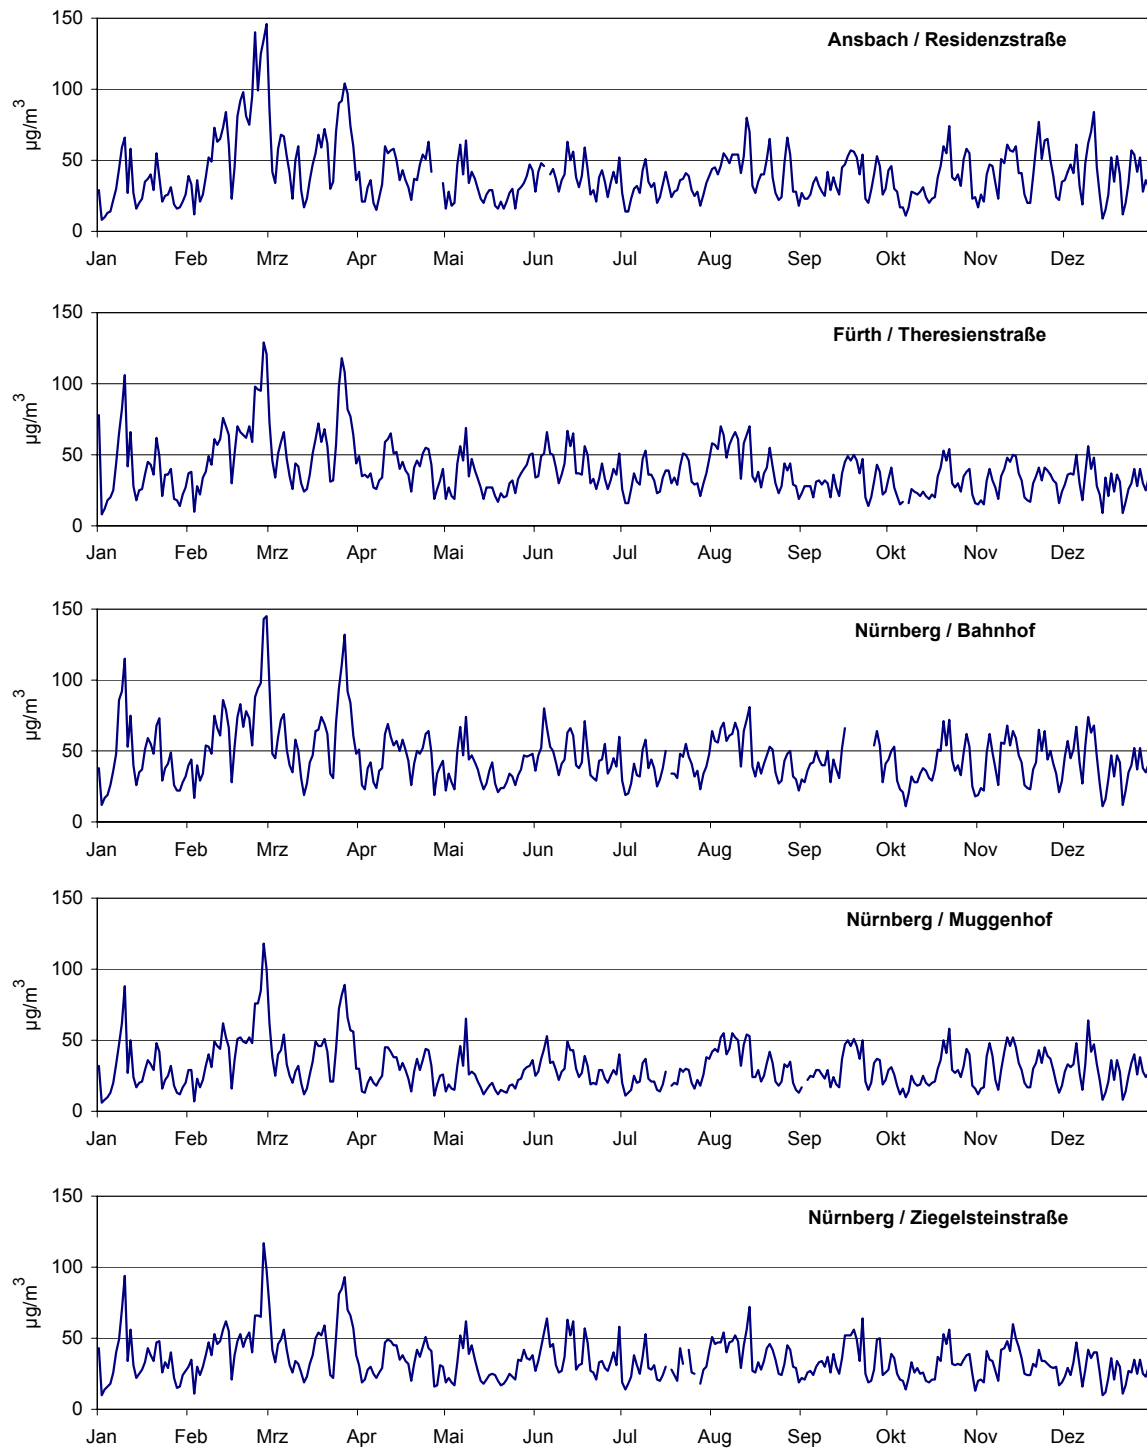 150
Ansbach / Residenzstraße
100
µg/m³
50
0
Jan Feb Mrz Apr Mai Jun Jul Aug Sep Okt Nov Dez
150
Fürth / Theresienstraße
100
µg/m³
50
0
Jan Feb Mrz Apr Mai Jun Jul Aug Sep Okt Nov Dez
150
Nürnberg / Bahnhof
100
µg/m³
50
0
Jan Feb Mrz Apr Mai Jun Jul Aug Sep Okt Nov Dez
150
Nürnberg / Muggenhof
100
µg/m³
50
0
Jan Feb Mrz Apr Mai Jun Jul Aug Sep Okt Nov Dez
150
Nürnberg / Ziegelsteinstraße
100
µg/m³
50
0
Jan Feb Mrz Apr Mai Jun Jul Aug Sep Okt Nov Dez